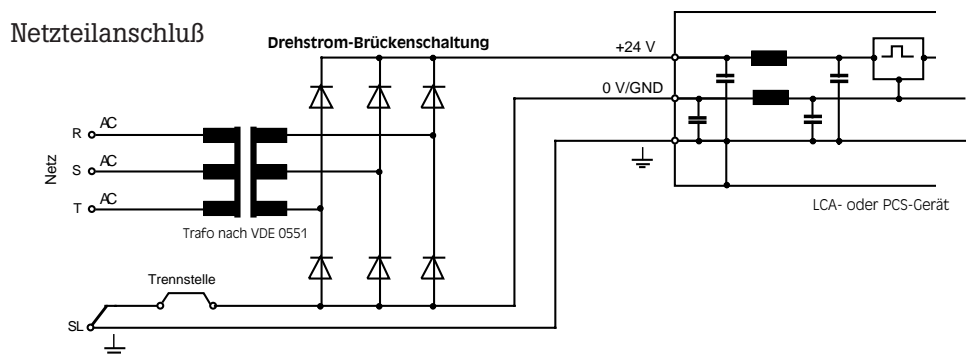 Netzteilanschluß
Drehstrom-Brückenschaltung
+24 V
0 V/GND
Netz
R AC
S AC
T AC
Trafo nach VDE 0551
LCA- oder PCS-Gerät
Trennstelle
SL